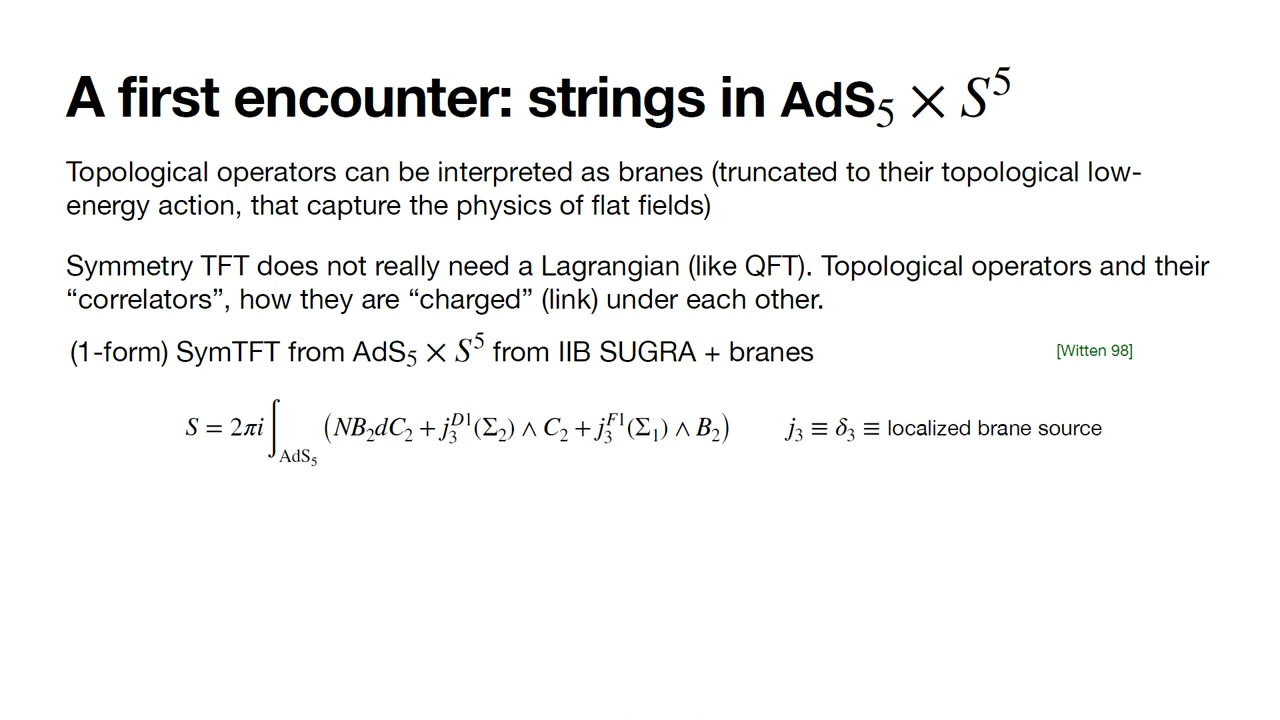 A first encounter: strings in AdS₅ × S⁵
Topological operators can be interpreted as branes (truncated to their topological low-
energy action, that capture the physics of flat fields)
Symmetry TFT does not really need a Lagrangian (like QFT). Topological operators and their
“correlators”, how they are “charged” (link) under each other.
(1-form) SymTFT from AdS₅ × S⁵ from IIB SUGRA + branes [Witten 98]
S = 2πi ∫_{AdS₅} (NB₂dC₂ + j₃^{D1}(Σ₂) ∧ C₂ + j₃^{F1}(Σ₁) ∧ B₂) j₃ ≡ δ₃ ≡ localized brane source